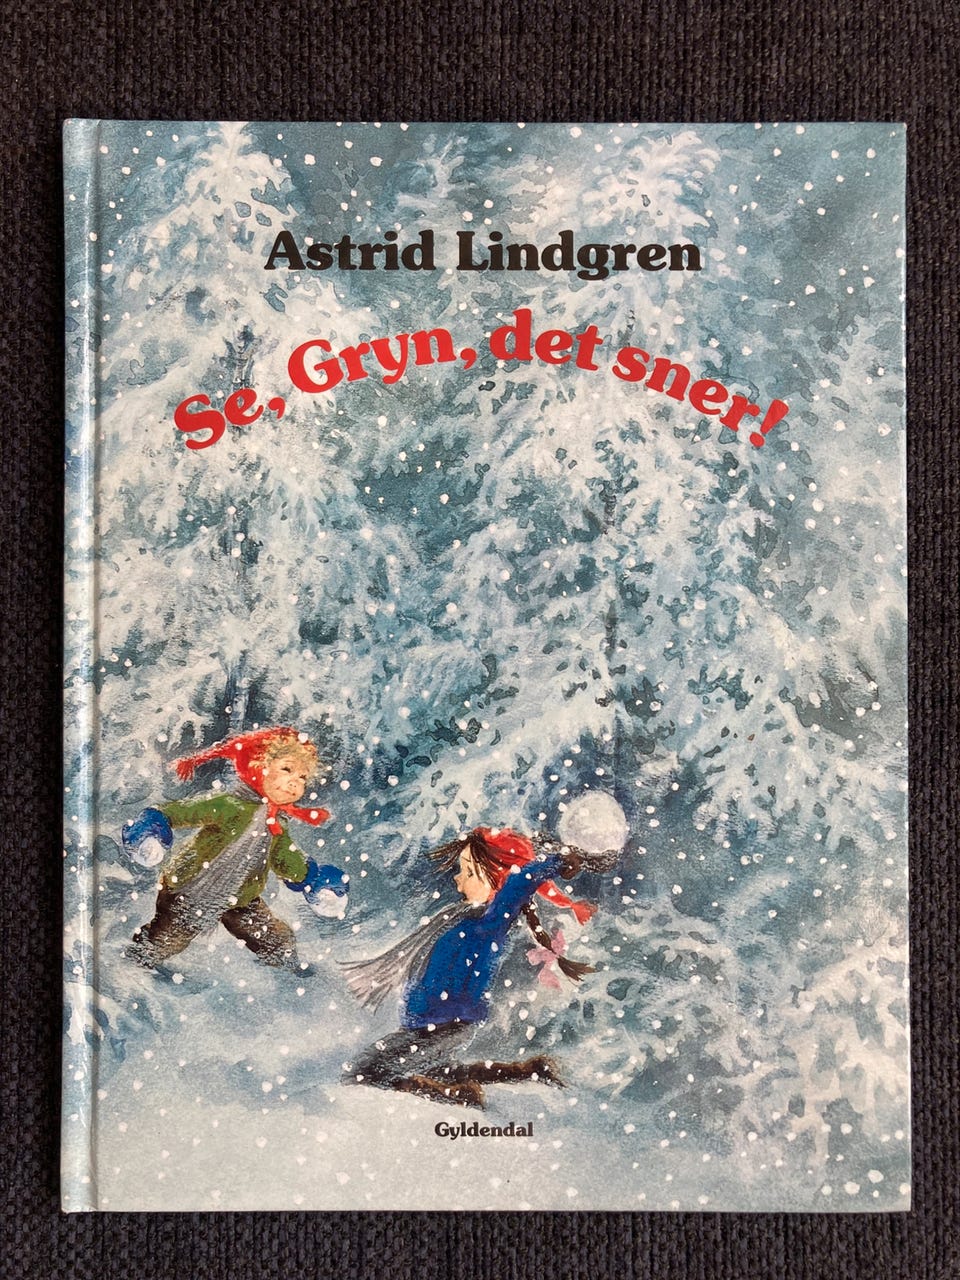 Astrid Lindgren
Se, Gryn, det sner!
Gyldendal